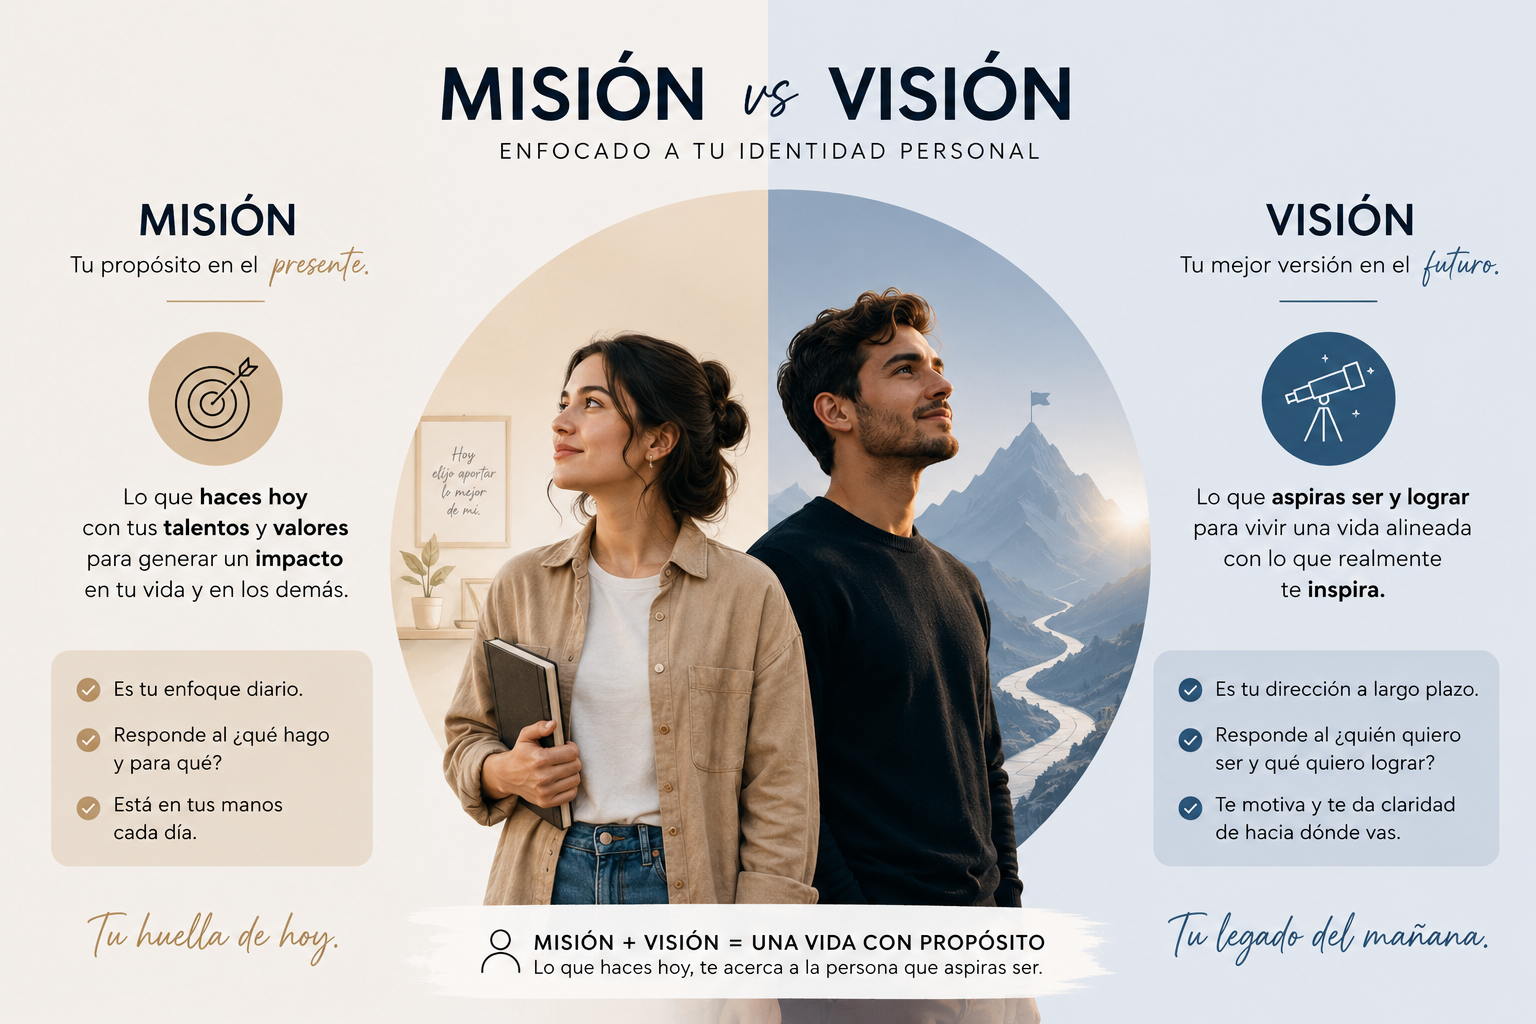 MISIÓN vs VISIÓN
ENFOCADO A TU IDENTIDAD PERSONAL
MISIÓN
Tu propósito en el presente.
Lo que haces hoy
con tus talentos y valores
para generar un impacto
en tu vida y en los demás.
Es tu enfoque diario.
Responde al ¿qué hago
y para qué?
Está en tus manos
cada día.
Tu huella de hoy.
Hoy
elijo aportar
lo mejor
de mi.
VISIÓN
Tu mejor versión en el futuro.
Lo que aspiras ser y lograr
para vivir una vida alineada
con lo que realmente
te inspira.
Es tu dirección a largo plazo.
Responde al ¿quién quiero
ser y qué quiero lograr?
Te motiva y te da claridad
de hacia dónde vas.
Tu legado del mañana.
MISIÓN + VISIÓN = UNA VIDA CON PROPÓSITO
Lo que haces hoy, te acerca a la persona que aspiras ser.